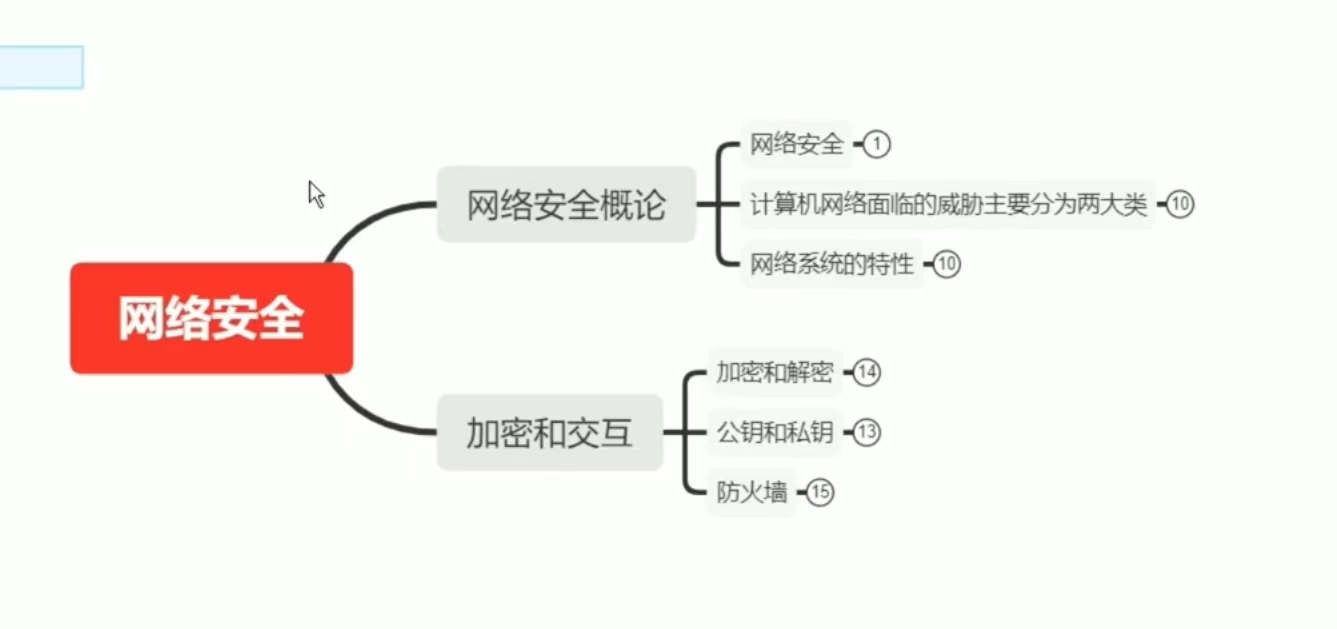 网络安全
网络安全概论
网络安全 1
计算机网络面临的威胁主要分为两大类 10
网络系统的特性 10
加密和交互
加密和解密 14
公钥和私钥 13
防火墙 15